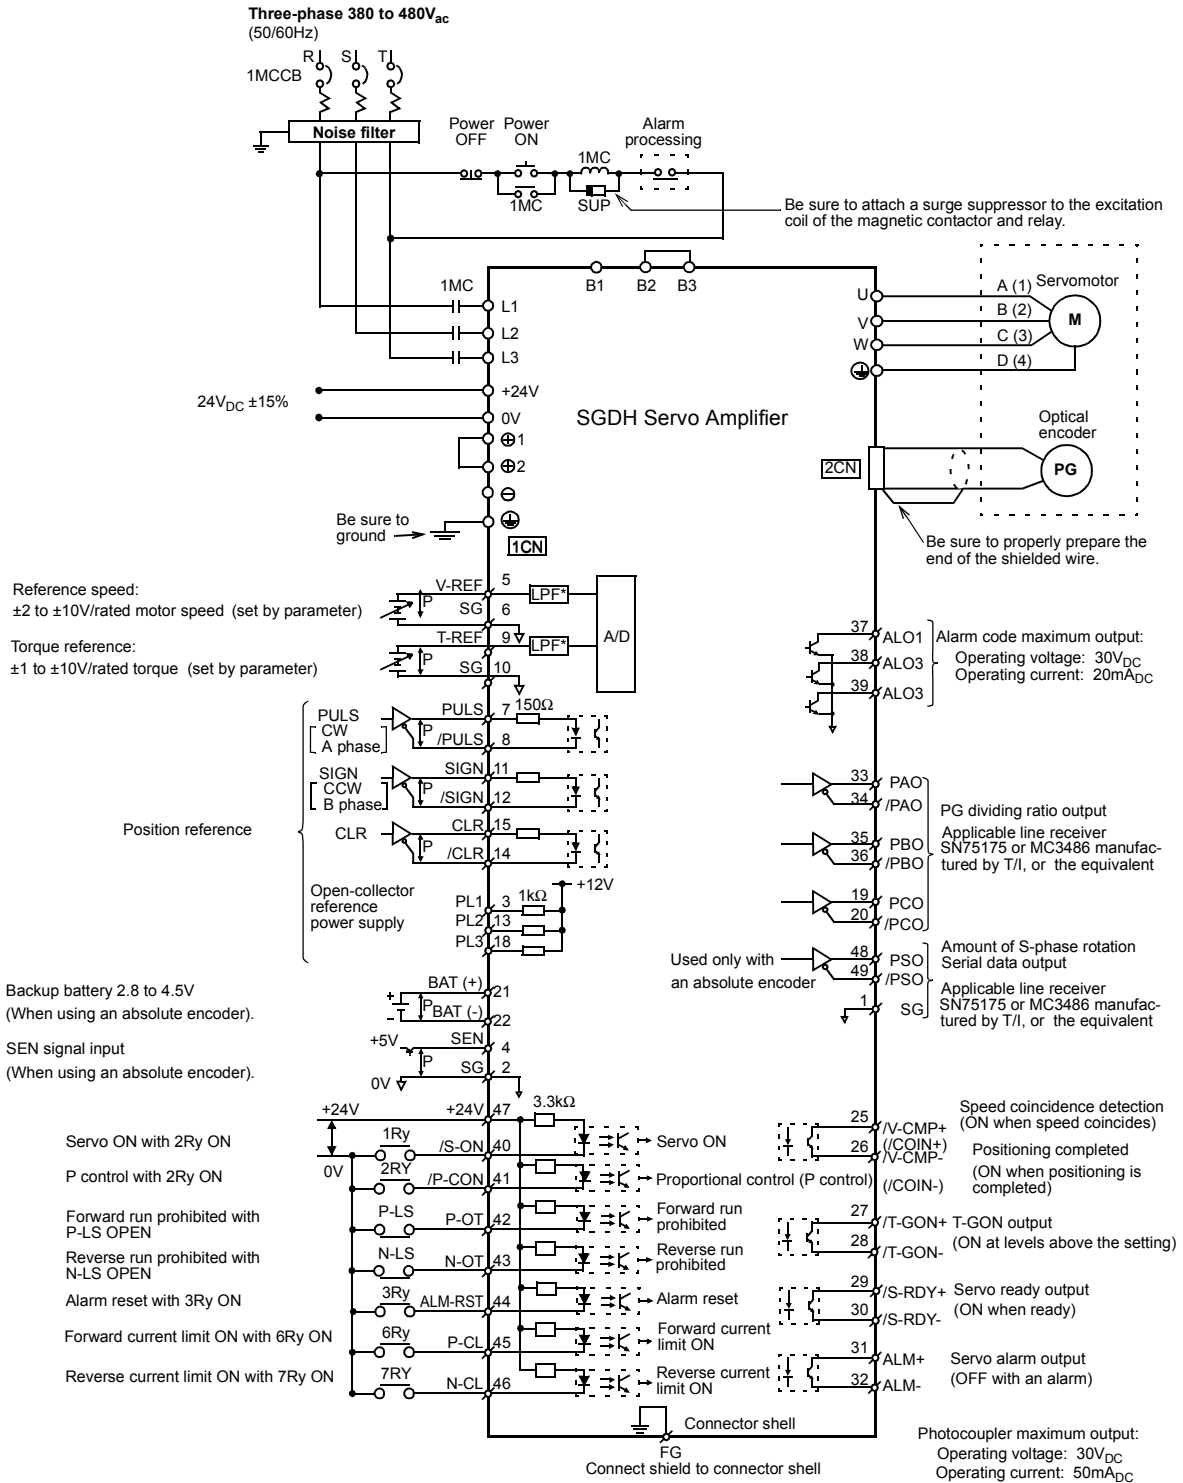 Three-phase 380 to 480Vac
(50/60Hz)
R S T
1MCCB
Noise filter
Power OFF
Power ON
1MC
Alarm processing
1MC
SUP
Be sure to attach a surge suppressor to the excitation
coil of the magnetic contactor and relay.
1MC
B1 B2 B3
L1
L2
L3
24VDC ±15%
+24V
0V
⊕1
⊕2
⊖
Be sure to
ground
1CN
SGDH Servo Amplifier
U
V
W
A (1)
B (2)
C (3)
D (4)
Servomotor
M
Optical
encoder
2CN
PG
Be sure to properly prepare the
end of the shielded wire.
Reference speed:
±2 to ±10V/rated motor speed (set by parameter)
V-REF 5
P
SG 6
LPF*
Torque reference:
±1 to ±10V/rated torque (set by parameter)
T-REF 9
P
SG 10
LPF*
A/D
37 ALO1
38 ALO3
39 ALO3
Alarm code maximum output:
Operating voltage: 30VDC
Operating current: 20mADC
Position reference
PULS
CW
A phase
P
PULS 7
/PULS 8
150Ω
SIGN
CCW
B phase
P
SIGN 11
/SIGN 12
CLR
P
CLR 15
/CLR 14
Open-collector
reference
power supply
+12V
PL1 3 1kΩ
PL2 13
PL3 18
33 PAO
34 /PAO
35 PBO
36 /PBO
19 PCO
20 /PCO
PG dividing ratio output
Applicable line receiver
SN75175 or MC3486 manufac-
tured by T/I, or the equivalent
Used only with
an absolute encoder
48 PSO
49 /PSO
1 SG
Amount of S-phase rotation
Serial data output
Applicable line receiver
SN75175 or MC3486 manufac-
tured by T/I, or the equivalent
Backup battery 2.8 to 4.5V
(When using an absolute encoder).
+
-
P
BAT (+) 21
BAT (-) 22
SEN signal input
(When using an absolute encoder).
+5V
0V
P
SEN 4
SG 2
+24V
0V
+24V 47 3.3kΩ
Servo ON with 2Ry ON
1Ry
/S-ON 40
Servo ON
P control with 2Ry ON
2RY
/P-CON 41
Proportional control (P control)
Forward run prohibited with
P-LS OPEN
P-LS
P-OT 42
Forward run
prohibited
Reverse run prohibited with
N-LS OPEN
N-LS
N-OT 43
Reverse run
prohibited
Alarm reset with 3Ry ON
3Ry
ALM-RST 44
Alarm reset
Forward current limit ON with 6Ry ON
6Ry
P-CL 45
Forward current
limit ON
Reverse current limit ON with 7Ry ON
7RY
N-CL 46
Reverse current
limit ON
25 /V-CMP+
(/COIN+)
26 /V-CMP-
(/COIN-)
Speed coincidence detection
(ON when speed coincides)
Positioning completed
(ON when positioning is
completed)
27 /T-GON+
28 /T-GON-
T-GON output
(ON at levels above the setting)
29 /S-RDY+
30 /S-RDY-
Servo ready output
(ON when ready)
31 ALM+
32 ALM-
Servo alarm output
(OFF with an alarm)
Connector shell
FG
Connect shield to connector shell
Photocoupler maximum output:
Operating voltage: 30VDC
Operating current: 50mADC